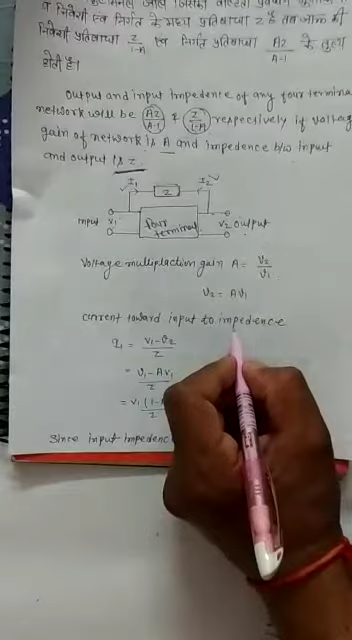 निवेशी एवं निर्गत के मध्य प्रतिबाधा Z है तब जाल की
निवेशी प्रतिबाधा Z/1-A एवं निर्गत प्रतिबाधा AZ/A-1 के तुल्य
होती है।
Output and input impedence of any four terminal
network will be AZ/A-1 & Z/1-A respectively if voltage
gain of network is A and impedence b/w input
and output is z.
I1 Z I2
Input V1 four terminal V2 Output
Voltage multiplaction gain A = V2/V1
V2 = AV1
current toward input to impedence
I1 = V1-V2/Z
= V1-AV1/Z
= V1(1-
Since input impedenc